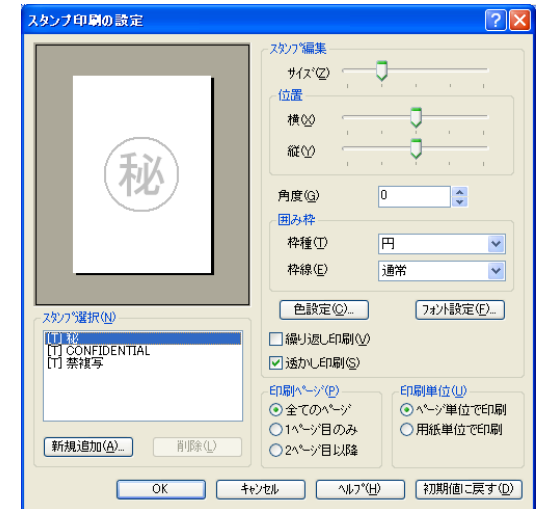 スタンプ印刷の設定
秘
スタンプ編集
サイズ(Z)
位置
横(X)
縦(Y)
角度(G)
0
囲み枠
枠種(T)
円
枠線(E)
通常
色設定(C)...
フォント設定(F)...
繰り返し印刷(V)
透かし印刷(S)
スタンプ選択(N)
[T] 秘
[T] CONFIDENTIAL
[T] 禁複写
新規追加(A)...
削除(L)
印刷ページ(P)
全てのページ
1ページ目のみ
2ページ目以降
印刷単位(U)
ページ単位で印刷
用紙単位で印刷
OK
キャンセル
ヘルプ(H)
初期値に戻す(D)